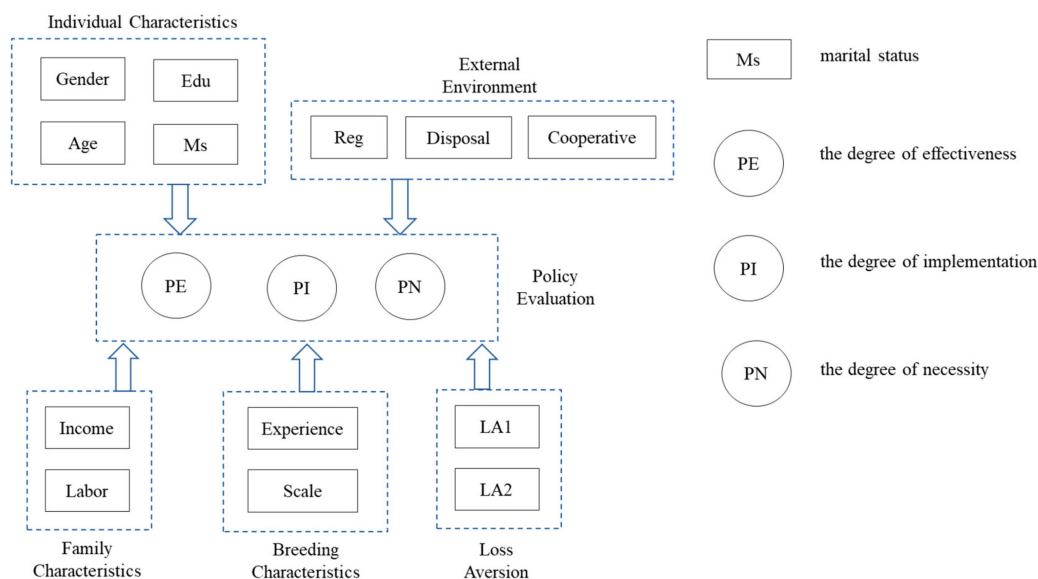 Individual Characteristics
Gender
Edu
Age
Ms
External
Environment
Reg
Disposal
Cooperative
PE
PI
PN
Policy
Evaluation
Income
Labor
Family
Characteristics
Experience
Scale
Breeding
Characteristics
LA1
LA2
Loss
Aversion
Ms
marital status
PE
the degree of effectiveness
PI
the degree of implementation
PN
the degree of necessity